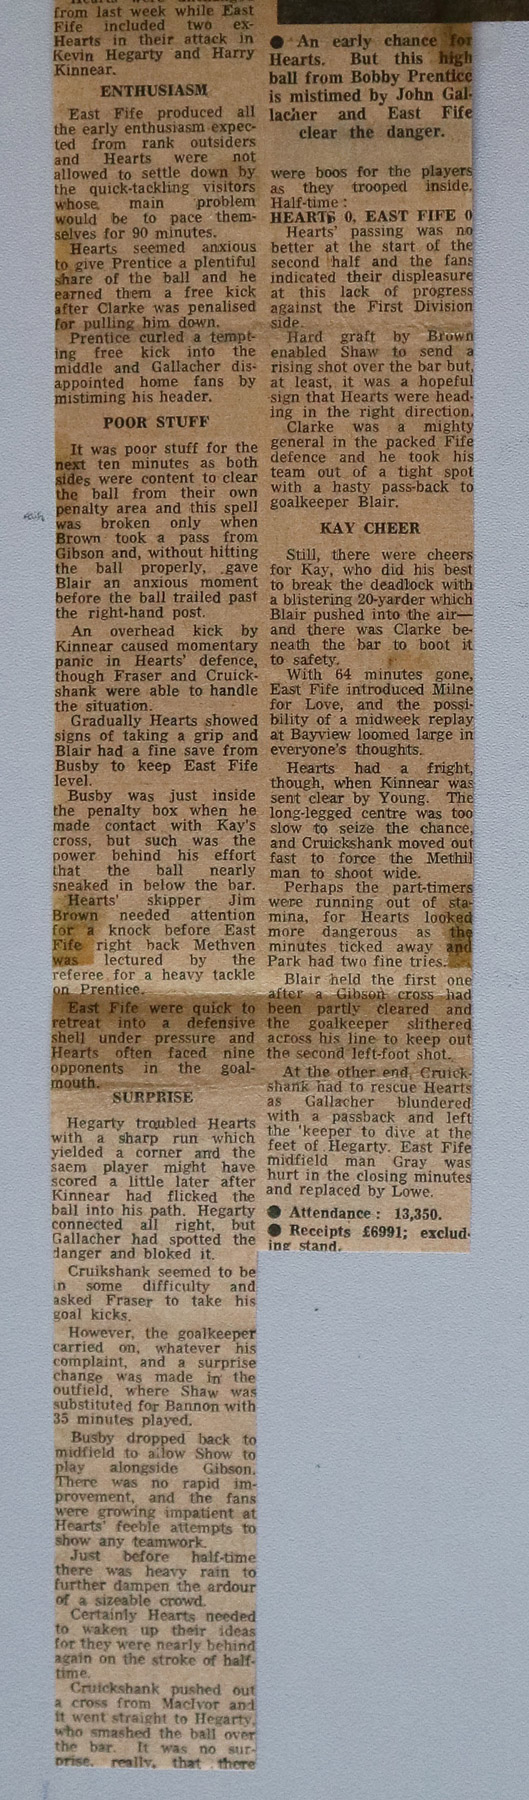 from last week while East
Fife included two ex-
Hearts in their attack in
Kevin Hegarty and Harry
Kinnear.
ENTHUSIASM
East Fife produced all
the early enthusiasm expec-
ted from rank outsiders
and Hearts were not
allowed to settle down by
the quick-tackling visitors
whose main problem
would be to pace them-
selves for 90 minutes.
Hearts seemed anxious
to give Prentice a plentiful
share of the ball and he
earned them a free kick
after Clarke was penalised
for pulling him down.
Prentice curled a tempt-
ing free kick into the
middle and Gallacher dis-
appointed home fans by
mistiming his header.
POOR STUFF
It was poor stuff for the
next ten minutes as both
sides were content to clear
the ball from their own
penalty area and this spell
was broken only when
Brown took a pass from
Gibson and, without hitting
the ball properly, gave
Blair an anxious moment
before the ball trailed past
the right-hand post.
An overhead kick by
Kinnear caused momentary
panic in Hearts' defence,
though Fraser and Cruick-
shank were able to handle
the situation.
Gradually Hearts showed
signs of taking a grip and
Blair had a fine save from
Busby to keep East Fife
level.
Busby was just inside
the penalty box when he
made contact with Kay's
cross, but such was the
power behind his effort
that the ball nearly
sneaked in below the bar.
Hearts' skipper Jim
Brown needed attention
for a knock before East
Fife right back Methven
was lectured by the
referee for a heavy tackle
on Prentice.
East Fife were quick to
retreat into a defensive
shell under pressure and
Hearts often faced nine
opponents in the goal-
mouth.
SURPRISE
Hegarty troubled Hearts
with a sharp run which
yielded a corner and the
saem player might have
scored a little later after
Kinnear had flicked the
ball into his path. Hegarty
connected all right, but
Gallacher had spotted the
danger and bloked it.
Cruikshank seemed to be
in some difficulty and
asked Fraser to take his
goal kicks.
However, the goalkeeper
carried on, whatever his
complaint, and a surprise
change was made in the
outfield, where Shaw was
substituted for Bannon with
35 minutes played.
Busby dropped back to
midfield to allow Show to
play alongside Gibson.
There was no rapid im-
provement, and the fans
were growing impatient at
Hearts' feeble attempts to
show any teamwork.
Just before half-time
there was heavy rain to
further dampen the ardour
of a sizeable crowd.
Certainly Hearts needed
to waken up their ideas
for they were nearly behind
again on the stroke of half-
time.
Cruickshank pushed out
a cross from MacIvor and
it went straight to Hegarty,
who smashed the ball over
the bar. It was no sur-
prise, really, that there
● An early chance for
Hearts. But this high
ball from Bobby Prentice
is mistimed by John Gal-
lacher and East Fife
clear the danger.
were boos for the players
as they trooped inside.
Half-time :
HEARTS 0, EAST FIFE 0
Hearts' passing was no
better at the start of the
second half and the fans
indicated their displeasure
at this lack of progress
against the First Division
side.
Hard graft by Brown
enabled Shaw to send a
rising shot over the bar but,
at least, it was a hopeful
sign that Hearts were head-
ing in the right direction.
Clarke was a mighty
general in the packed Fife
defence and he took his
team out of a tight spot
with a hasty pass-back to
goalkeeper Blair.
KAY CHEER
Still, there were cheers
for Kay, who did his best
to break the deadlock with
a blistering 20-yarder which
Blair pushed into the air—
and there was Clarke be-
neath the bar to boot it
to safety.
With 64 minutes gone,
East Fife introduced Milne
for Love, and the possi-
bility of a midweek replay
at Bayview loomed large in
everyone's thoughts.
Hearts had a fright,
though, when Kinnear was
sent clear by Young. The
long-legged centre was too
slow to seize the chance,
and Cruickshank moved out
fast to force the Methil
man to shoot wide.
Perhaps the part-timers
were running out of sta-
mina, for Hearts looked
more dangerous as the
minutes ticked away and
Park had two fine tries.
Blair held the first one
after a Gibson cross had
been partly cleared and
the goalkeeper slithered
across his line to keep out
the second left-foot shot.
At the other end, Cruick-
shank had to rescue Hearts
as Gallacher blundered
with a passback and left
the 'keeper to dive at the
feet of Hegarty. East Fife
midfield man Gray was
hurt in the closing minutes
and replaced by Lowe.
● Attendance : 13,350.
● Receipts £6991; exclud-
ing stand.